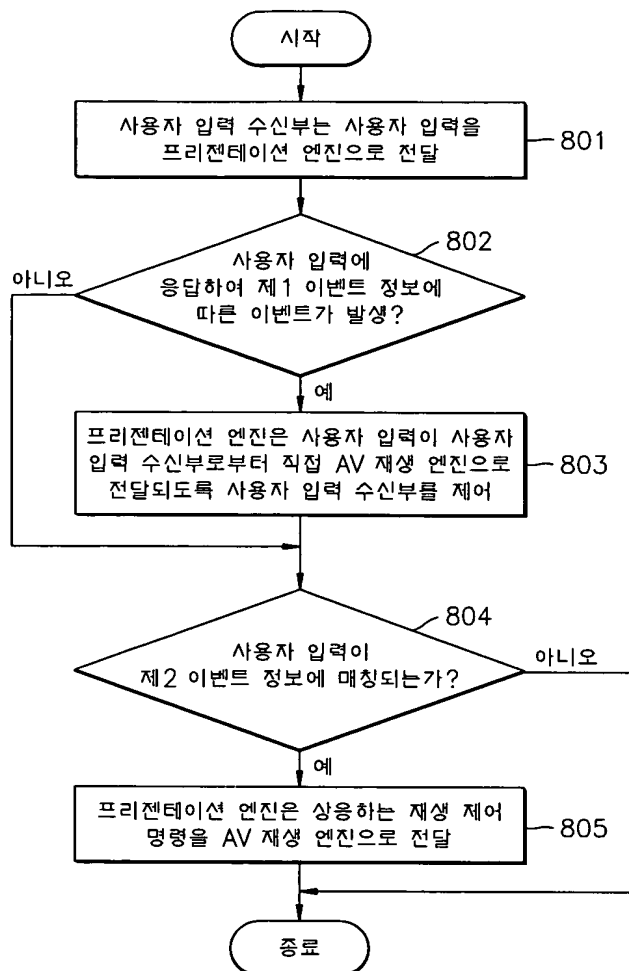 시작
사용자 입력 수신부는 사용자 입력을
프리젠테이션 엔진으로 전달
801
802
사용자 입력에
응답하여 제1 이벤트 정보에
따른 이벤트가 발생?
아니오
예
프리젠테이션 엔진은 사용자 입력이 사용자
입력 수신부로부터 직접 AV 재생 엔진으로
전달되도록 사용자 입력 수신부를 제어
803
804
사용자 입력이
제2 이벤트 정보에 매칭되는가?
아니오
예
프리젠테이션 엔진은 상응하는 재생 제어
명령을 AV 재생 엔진으로 전달
805
종료